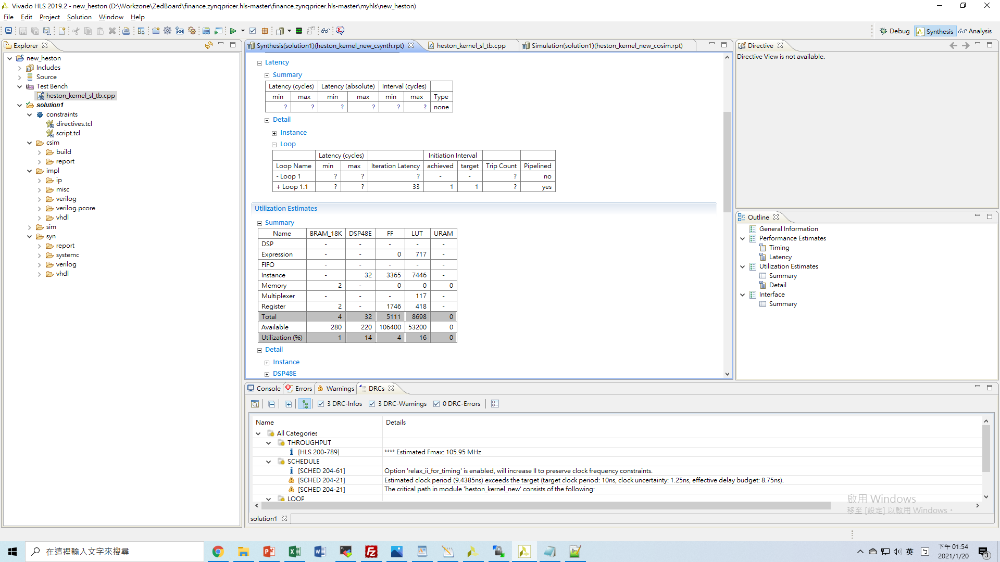 Vivado HLS 2019.2 - new_heston (D:\Workzone\ZedBoard\finance.zynqpricer.hls-master\finance.zynqpricer.hls-master\myhls\new_heston)
File Edit Project Solution Window Help
Debug Synthesis Analysis
Explorer
new_heston
Includes
Source
Test Bench
heston_kernel_sl_tb.cpp
solution1
constraints
directives.tcl
script.tcl
csim
build
report
impl
ip
misc
verilog
verilog.pcore
vhdl
sim
syn
report
systemc
verilog
vhdl
Synthesis(solution1)(heston_kernel_new_csynth.rpt) heston_kernel_sl_tb.cpp Simulation(solution1)(heston_kernel_new_cosim.rpt)
Latency
Summary
Latency (cycles) Latency (absolute) Interval (cycles)
min max min max min max Type
? ? ? ? ? ? none
Detail
Instance
Loop
Latency (cycles) Initiation Interval
Loop Name min max Iteration Latency achieved target Trip Count Pipelined
- Loop 1 ? ? ? - - ? no
+ Loop 1.1 ? ? 33 1 1 ? yes
Utilization Estimates
Summary
Name BRAM_18K DSP48E FF LUT URAM
DSP - - - - -
Expression - - 0 717 -
FIFO - - - - -
Instance - 32 3365 7446 -
Memory 2 - 0 0 0
Multiplexer - - - 117 -
Register 2 - 1746 418 -
Total 4 32 5111 8698 0
Available 280 220 106400 53200 0
Utilization (%) 1 14 4 16 0
Detail
Instance
DSP48E
Directive
Directive View is not available.
Outline
General Information
Performance Estimates
Timing
Latency
Utilization Estimates
Summary
Detail
Interface
Summary
Console Errors Warnings DRCs
3 DRC-Infos 3 DRC-Warnings 0 DRC-Errors
Name Details
All Categories
THROUGHPUT
[HLS 200-789] **** Estimated Fmax: 105.95 MHz
SCHEDULE
[SCHED 204-61] Option 'relax_ii_for_timing' is enabled, will increase II to preserve clock frequency constraints.
[SCHED 204-21] Estimated clock period (9.4385ns) exceeds the target (target clock period: 10ns, clock uncertainty: 1.25ns, effective delay budget: 8.75ns).
[SCHED 204-21] The critical path in module 'heston_kernel_new' consists of the following:
LOOP
solution1
啟用 Windows
移至 [設定] 以啟用 Windows。
在這裡輸入文字來搜尋
英
下午 01:54
2021/1/20
3